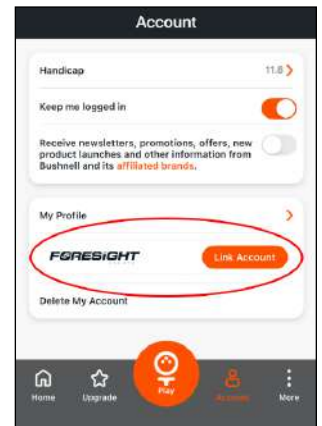 Account
Handicap 11.6
Keep me logged in
Receive newsletters, promotions, offers, new
product launches and other information from
Bushnell and its affiliated brands.
My Profile
FORESIGHT Link Account
Delete My Account
Home Upgrade Play Account More